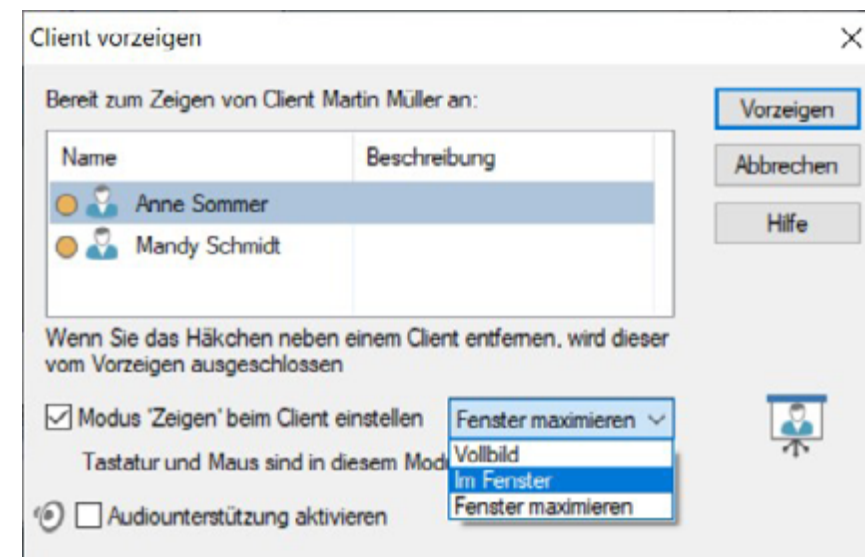 Client vorzeigen
Bereit zum Zeigen von Client Martin Müller an:
Vorzeigen
Name Beschreibung
Abbrechen
Anne Sommer
Hilfe
Mandy Schmidt
Wenn Sie das Häkchen neben einem Client entfernen, wird dieser
vom Vorzeigen ausgeschlossen
Modus 'Zeigen' beim Client einstellen Fenster maximieren
Vollbild
Tastatur und Maus sind in diesem
Im Fenster
Fenster maximieren
Audiounterstützung aktivieren